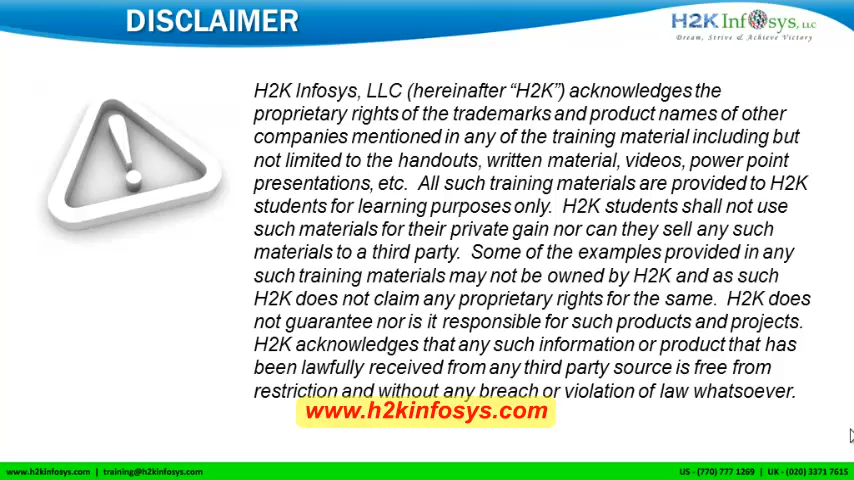 DISCLAIMER
H2K Infosys, LLC
Dream, Strive & Achieve Victory
H2K Infosys, LLC (hereinafter “H2K”) acknowledges the
proprietary rights of the trademarks and product names of other
companies mentioned in any of the training material including but
not limited to the handouts, written material, videos, power point
presentations, etc.  All such training materials are provided to H2K
students for learning purposes only.  H2K students shall not use
such materials for their private gain nor can they sell any such
materials to a third party.  Some of the examples provided in any
such training materials may not be owned by H2K and as such
H2K does not claim any proprietary rights for the same.  H2K does
not guarantee nor is it responsible for such products and projects.
H2K acknowledges that any such information or product that has
been lawfully received from any third party source is free from
restriction and without any breach or violation of law whatsoever.
www.h2kinfosys.com
www.h2kinfosys.com | training@h2kinfosys.com
US - (770) 777 1269 | UK - (020) 3371 7615